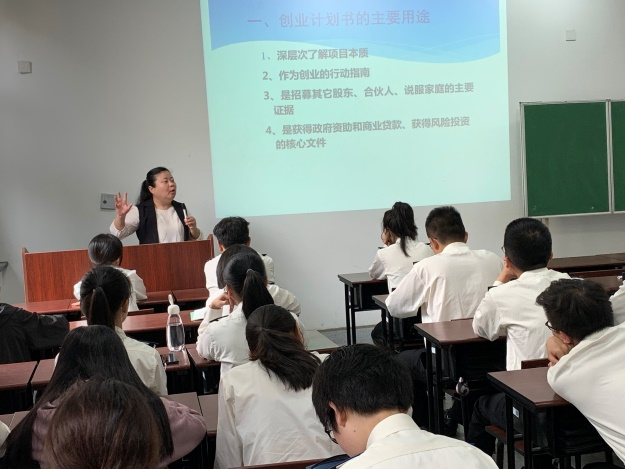 一、创业计划书的主要用途
1、深层次了解项目本质
2、作为创业的行动指南
3、是招募其它股东、合伙人、说服家庭的主要
证据
4、是获得政府资助和商业贷款、获得风险投资
的核心文件